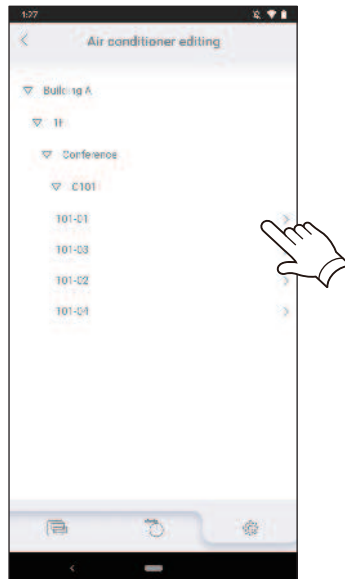 1:27
Air conditioner editing
Building A
1F
Conference
C101
101-01
101-03
101-02
101-04